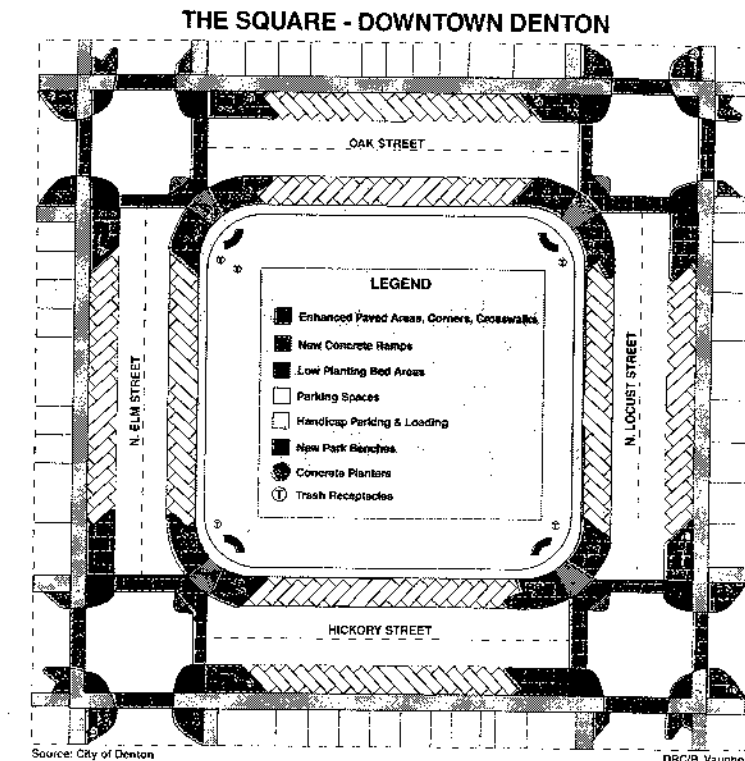 THE SQUARE - DOWNTOWN DENTON
OAK STREET
N. ELM STREET
LEGEND
Enhanced Paved Areas, Corners, Crosswalks
New Concrete Ramps
Low Planting Bed Areas
Parking Spaces
Handicap Parking & Loading
New Park Benches
Concrete Planters
T Trash Receptacles
N. LOCUST STREET
HICKORY STREET
Source: City of Denton
DRC/B. Vaughn